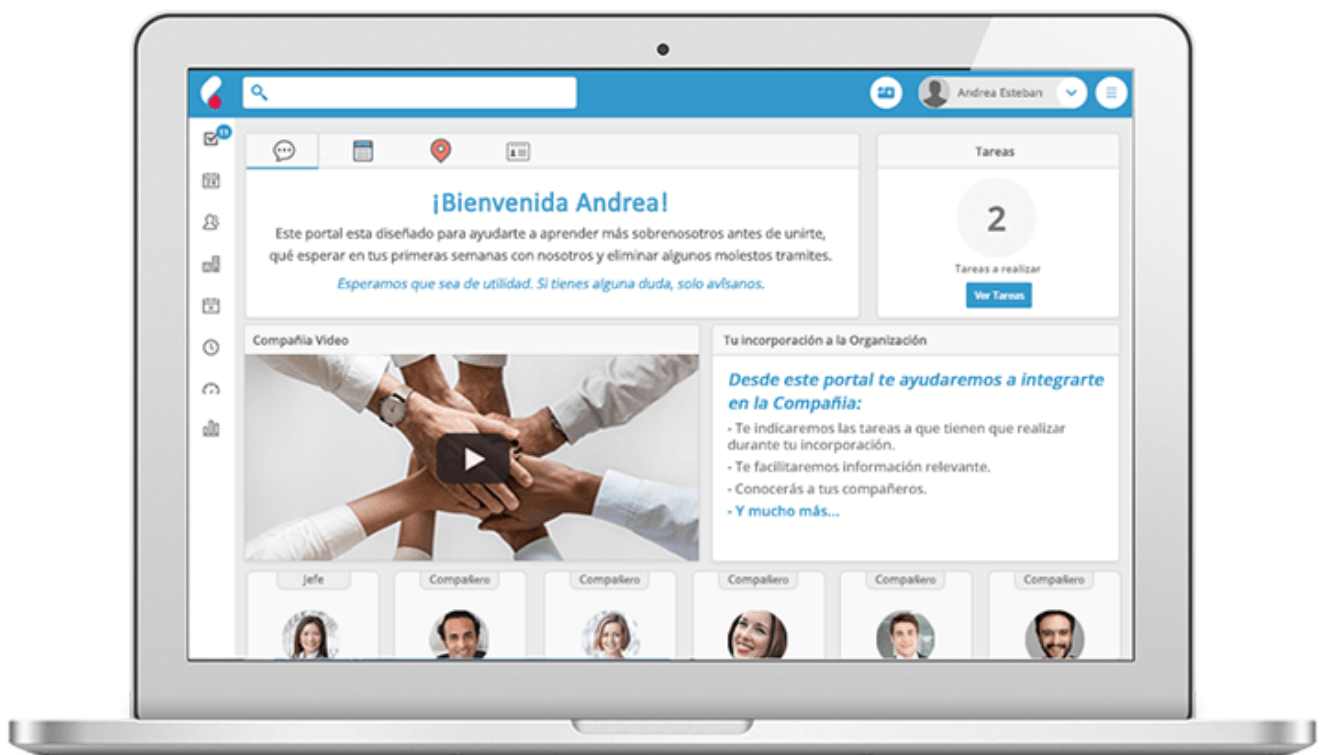 Andrea Esteban
11
24
Tareas
¡Bienvenida Andrea!
Este portal esta diseñado para ayudarte a aprender más sobrenosotros antes de unirte,
qué esperar en tus primeras semanas con nosotros y eliminar algunos molestos tramites.
Esperamos que sea de utilidad. Si tienes alguna duda, solo avísanos.
2
Tareas a realizar
Ver Tareas
Compañia Video
Tu incorporación a la Organización
Desde este portal te ayudaremos a integrarte
en la Compañia:
- Te indicaremos las tareas a que tienen que realizar
durante tu incorporación.
- Te facilitaremos información relevante.
- Conocerás a tus compañeros.
- Y mucho más...
Jefe
Compañero
Compañero
Compañero
Compañero
Compañero